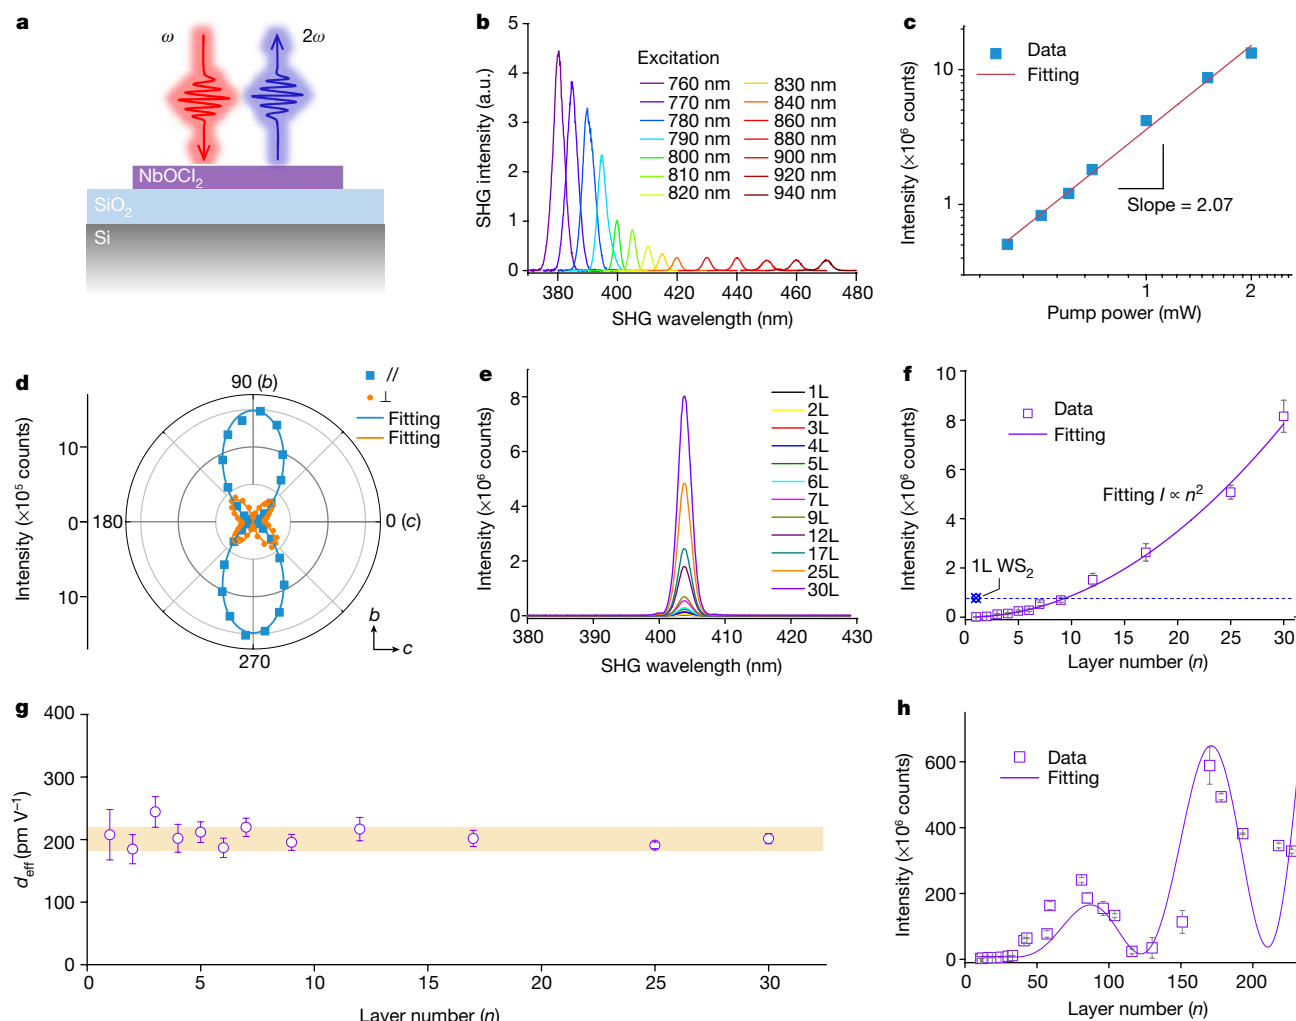 a
ω
2ω
NbOCl2
SiO2
Si
b
SHG intensity (a.u.)
5
4
3
2
1
0
Excitation
760 nm
770 nm
780 nm
790 nm
800 nm
810 nm
820 nm
830 nm
840 nm
860 nm
880 nm
900 nm
920 nm
940 nm
380 400 420 440 460 480
SHG wavelength (nm)
c
Intensity (×10⁶ counts)
10
1
Data
Fitting
Slope = 2.07
1 2
Pump power (mW)
d
Intensity (×10⁵ counts)
10
0
10
90 (b)
180
0 (c)
270
//
⊥
Fitting
Fitting
b
c
e
Intensity (×10⁶ counts)
8
6
4
2
0
1L
2L
3L
4L
5L
6L
7L
9L
12L
17L
25L
30L
380 390 400 410 420 430
SHG wavelength (nm)
f
Intensity (×10⁶ counts)
10
8
6
4
2
0
Data
Fitting
Fitting I ∝ n²
1L WS2
0 5 10 15 20 25 30
Layer number (n)
g
deff (pm V⁻¹)
400
300
200
100
0
0 5 10 15 20 25 30
Layer number (n)
h
Intensity (×10⁶ counts)
600
400
200
0
Data
Fitting
0 50 100 150 200
Layer number (n)